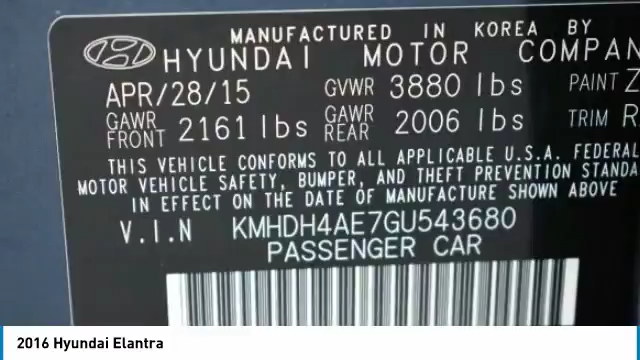 MANUFACTURED IN KOREA BY
HYUNDAI MOTOR COMPAN
APR/28/15 GVWR 3880 lbs PAINT Z
GAWR FRONT 2161 lbs GAWR REAR 2006 lbs TRIM R
THIS VEHICLE CONFORMS TO ALL APPLICABLE U.S.A. FEDERAL
MOTOR VEHICLE SAFETY, BUMPER, AND THEFT PREVENTION STANDA
IN EFFECT ON THE DATE OF MANUFACTURE SHOWN ABOVE
V.I.N KMHDH4AE7GU543680
PASSENGER CAR
2016 Hyundai Elantra